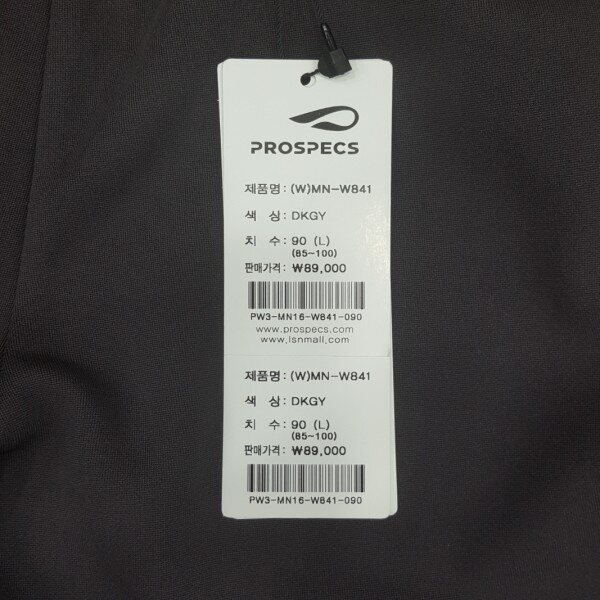 PROSPECS
제품명: (W)MN-W841
색 상: DKGY
치 수: 90 (L)
(85~100)
판매가격: ₩89,000
PW3-MN16-W841-090
www.prospecs.com
www.lsnmall.com
제품명: (W)MN-W841
색 상: DKGY
치 수: 90 (L)
(85~100)
판매가격: ₩89,000
PW3-MN16-W841-090